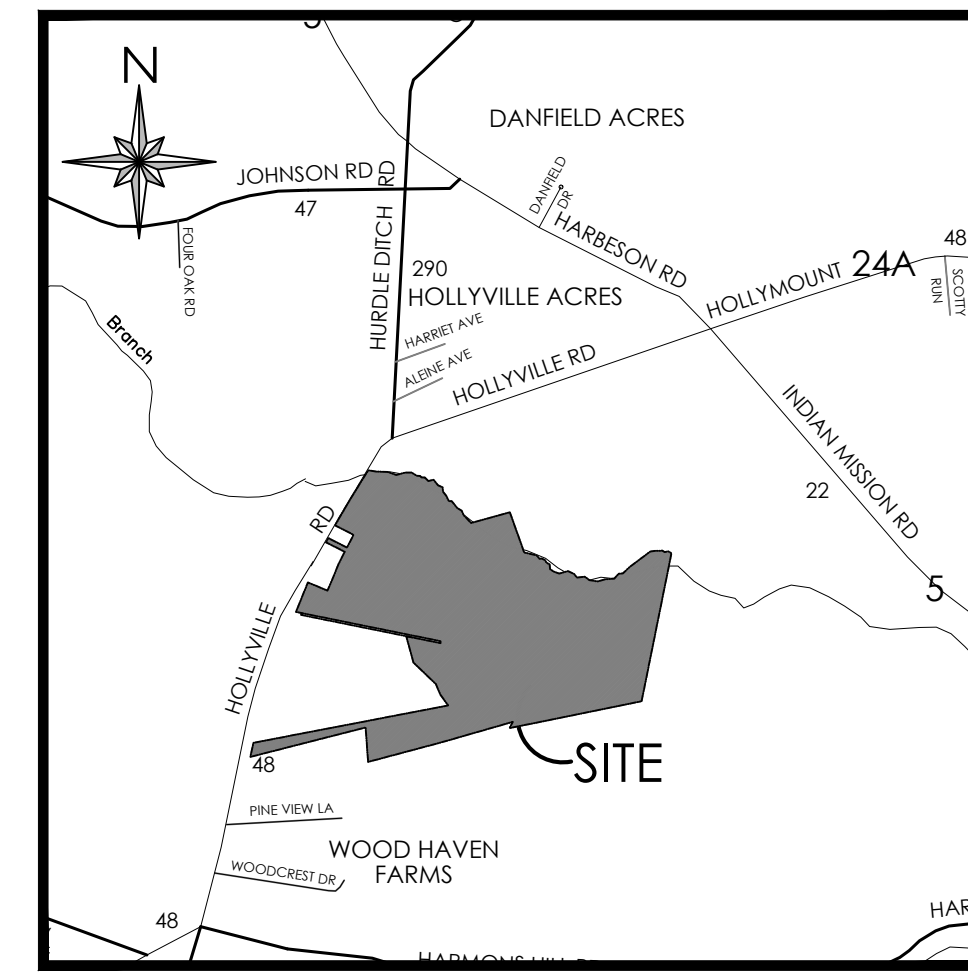 N
DANFIELD ACRES
JOHNSON RD
47
HURDLE DITCH RD
DANFIELD DR
HARBESON RD
FOUR OAK RD
290
HOLLYVILLE ACRES
HOLLYMOUNT
24A
48
SCOTTY RUN
Branch
HARRIET AVE
ALEINE AVE
HOLLYVILLE RD
INDIAN MISSION RD
22
5
HOLLYVILLE RD
SITE
48
PINE VIEW LA
WOOD HAVEN
FARMS
WOODCREST DR
48
HAR